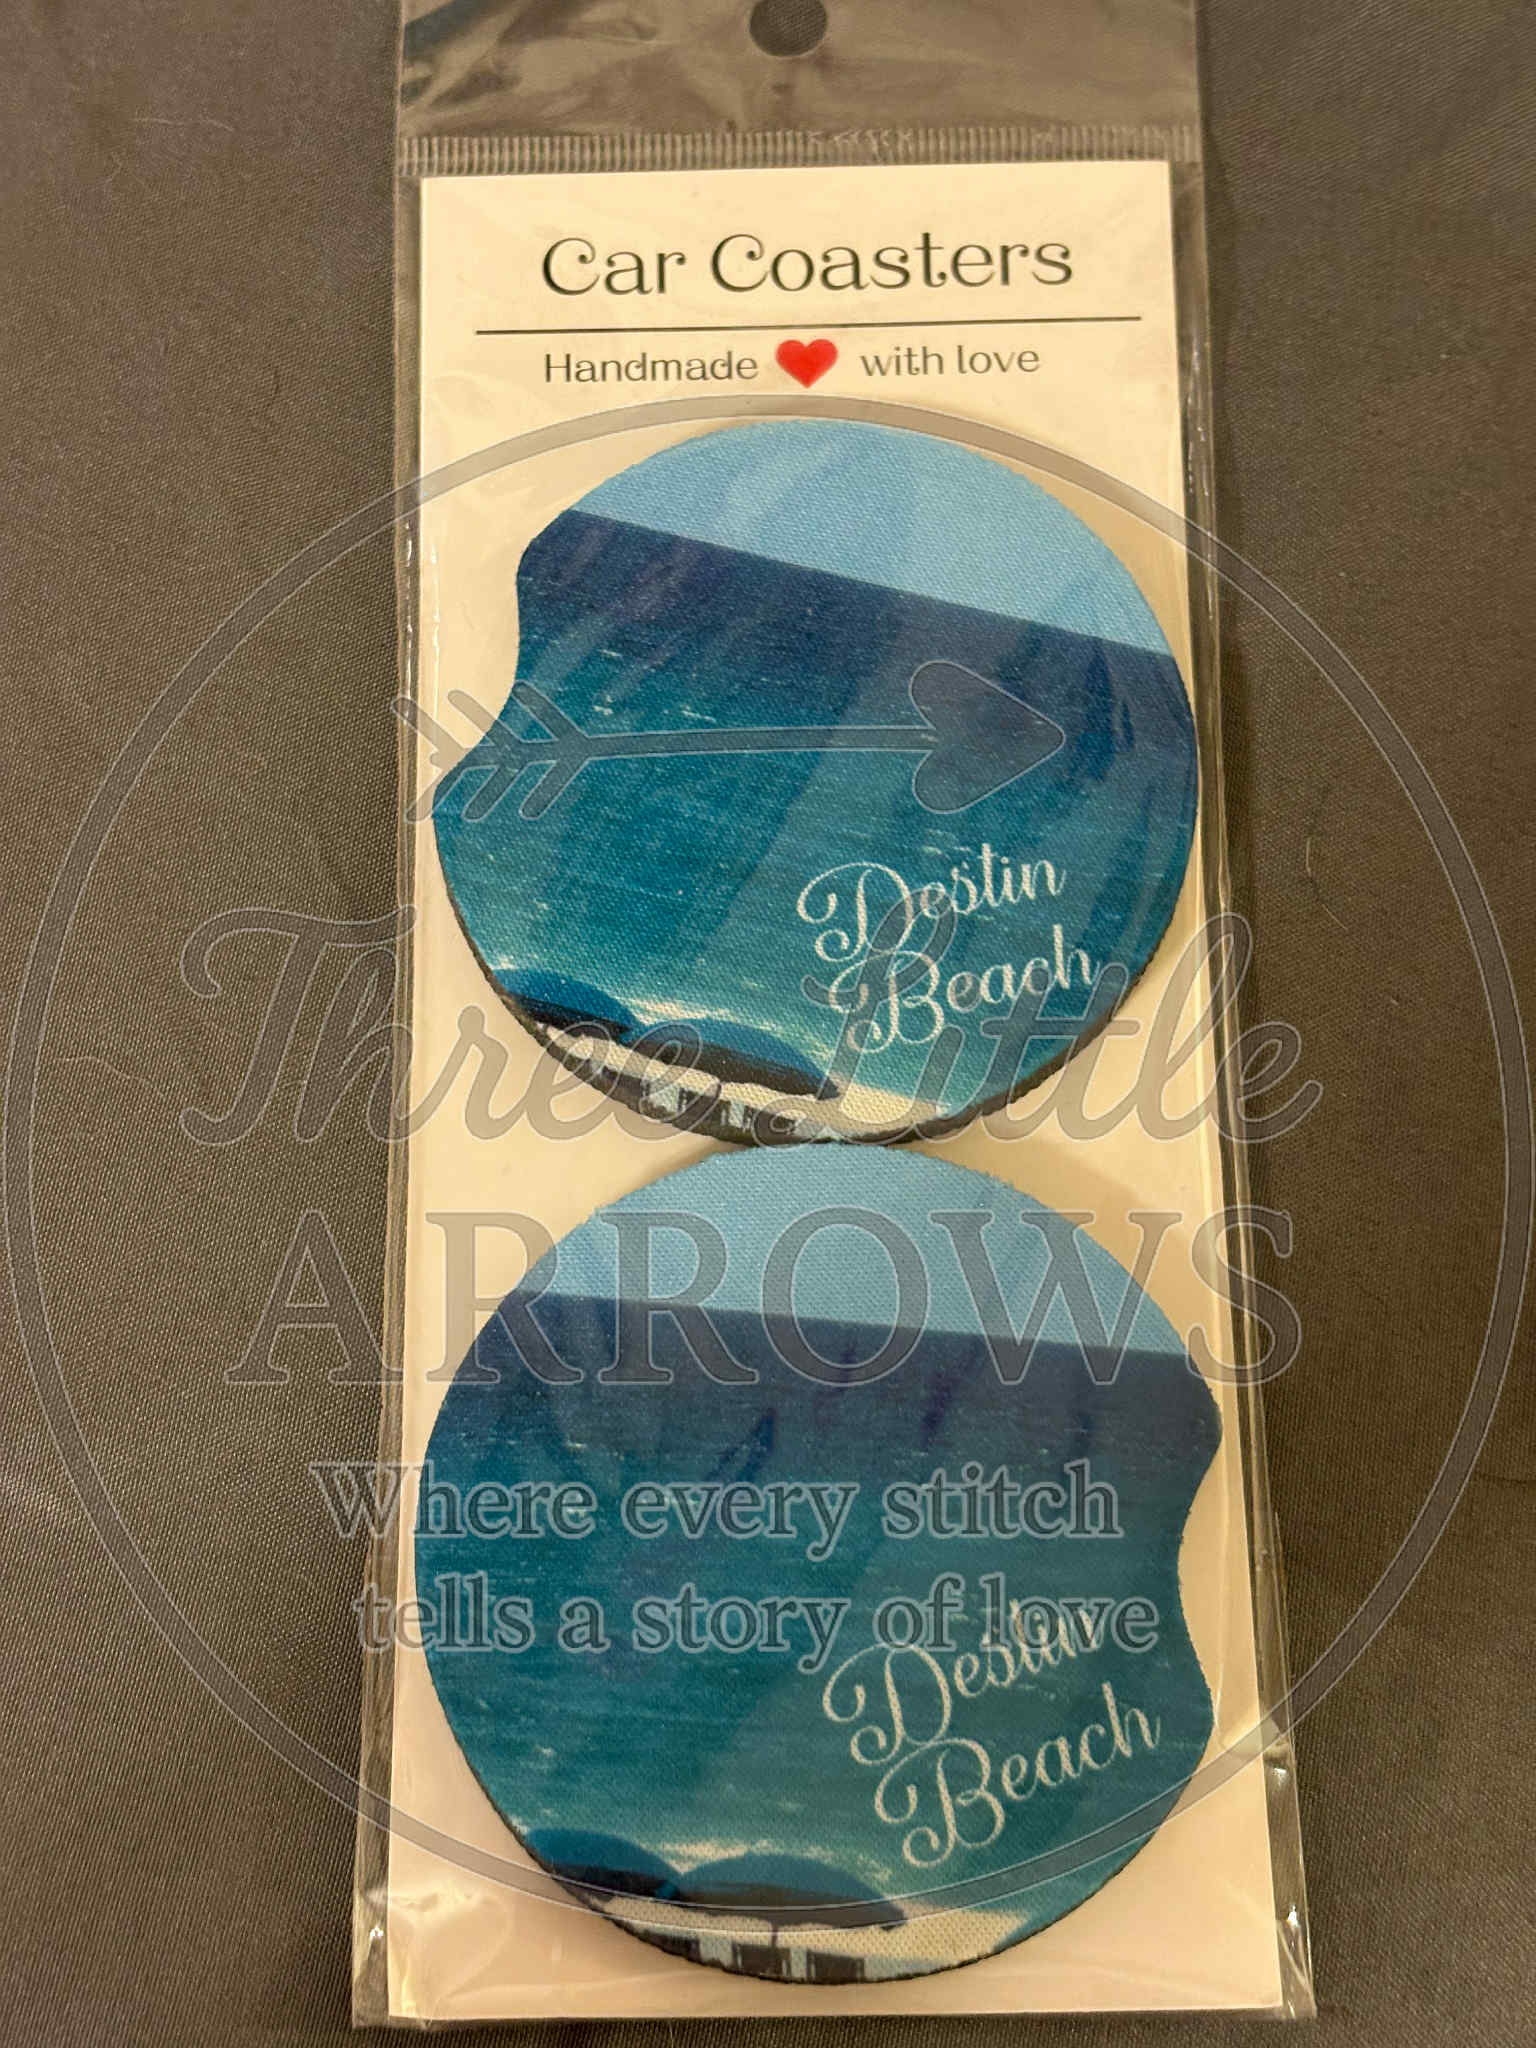 Car Coasters
Handmade ❤ with love
Destin
Beach
Three Little
ARROWS
Where every stitch
tells a story of love
Destin
Beach